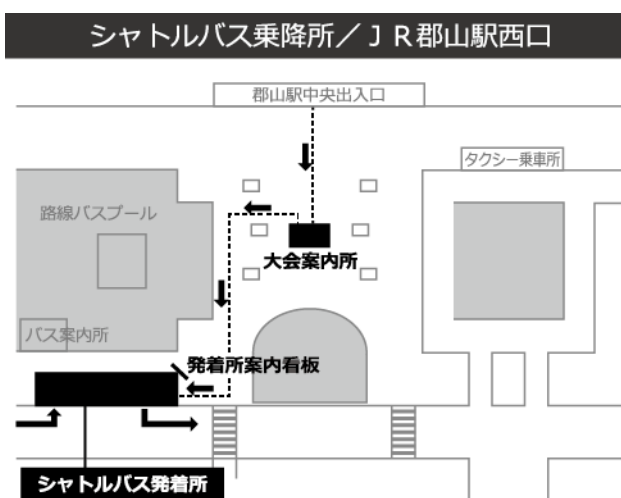 シャトルバス乗降所／ＪＲ郡山駅西口
郡山駅中央出入口
タクシー乗車所
路線バスプール
大会案内所
バス案内所
発着所案内看板
シャトルバス発着所